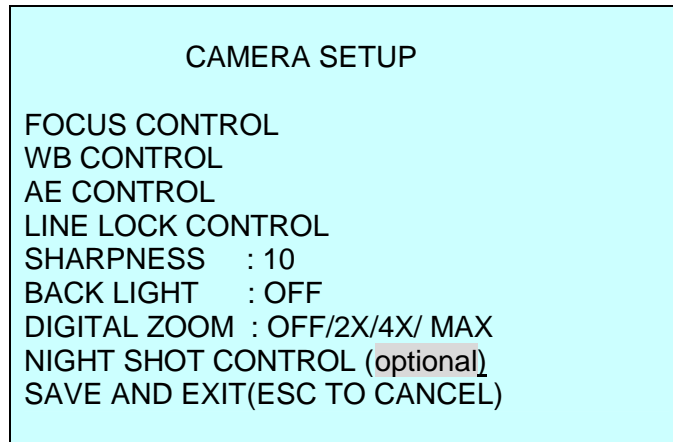 CAMERA SETUP
FOCUS CONTROL
WB CONTROL
AE CONTROL
LINE LOCK CONTROL
SHARPNESS : 10
BACK LIGHT : OFF
DIGITAL ZOOM : OFF/2X/4X/ MAX
NIGHT SHOT CONTROL (optional)
SAVE AND EXIT(ESC TO CANCEL)